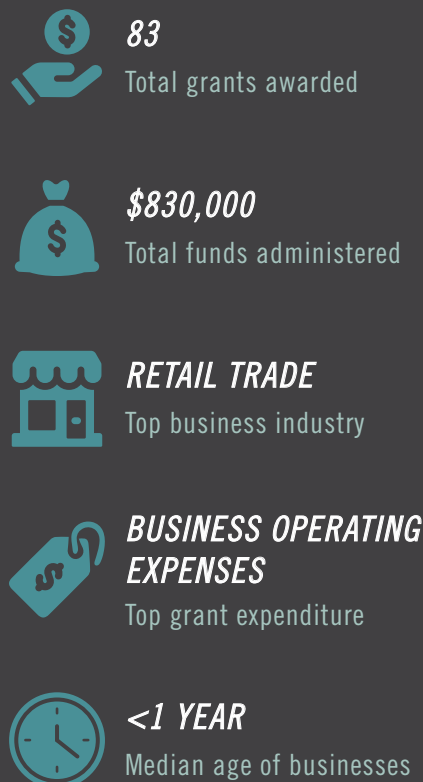 83
Total grants awarded
$830,000
Total funds administered
RETAIL TRADE
Top business industry
BUSINESS OPERATING
EXPENSES
Top grant expenditure
<1 YEAR
Median age of businesses